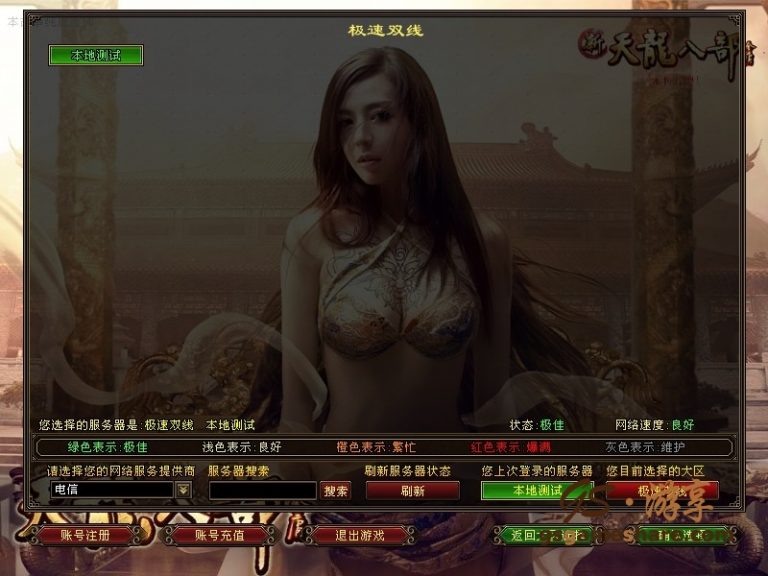 极速双线
本地测试
新天龍八部
您选择的服务器是:极速双线 本地测试 状态:极佳 网络速度:良好
绿色表示:极佳 浅色表示:良好 橙色表示:繁忙 红色表示:爆满 灰色表示:维护
请选择您的网络服务提供商 服务器搜索 刷新服务器状态 您上次登录的服务器 您目前选择的大区
电信 搜索 刷新 本地测试 极速双线
游享
账号注册 账号充值 退出游戏